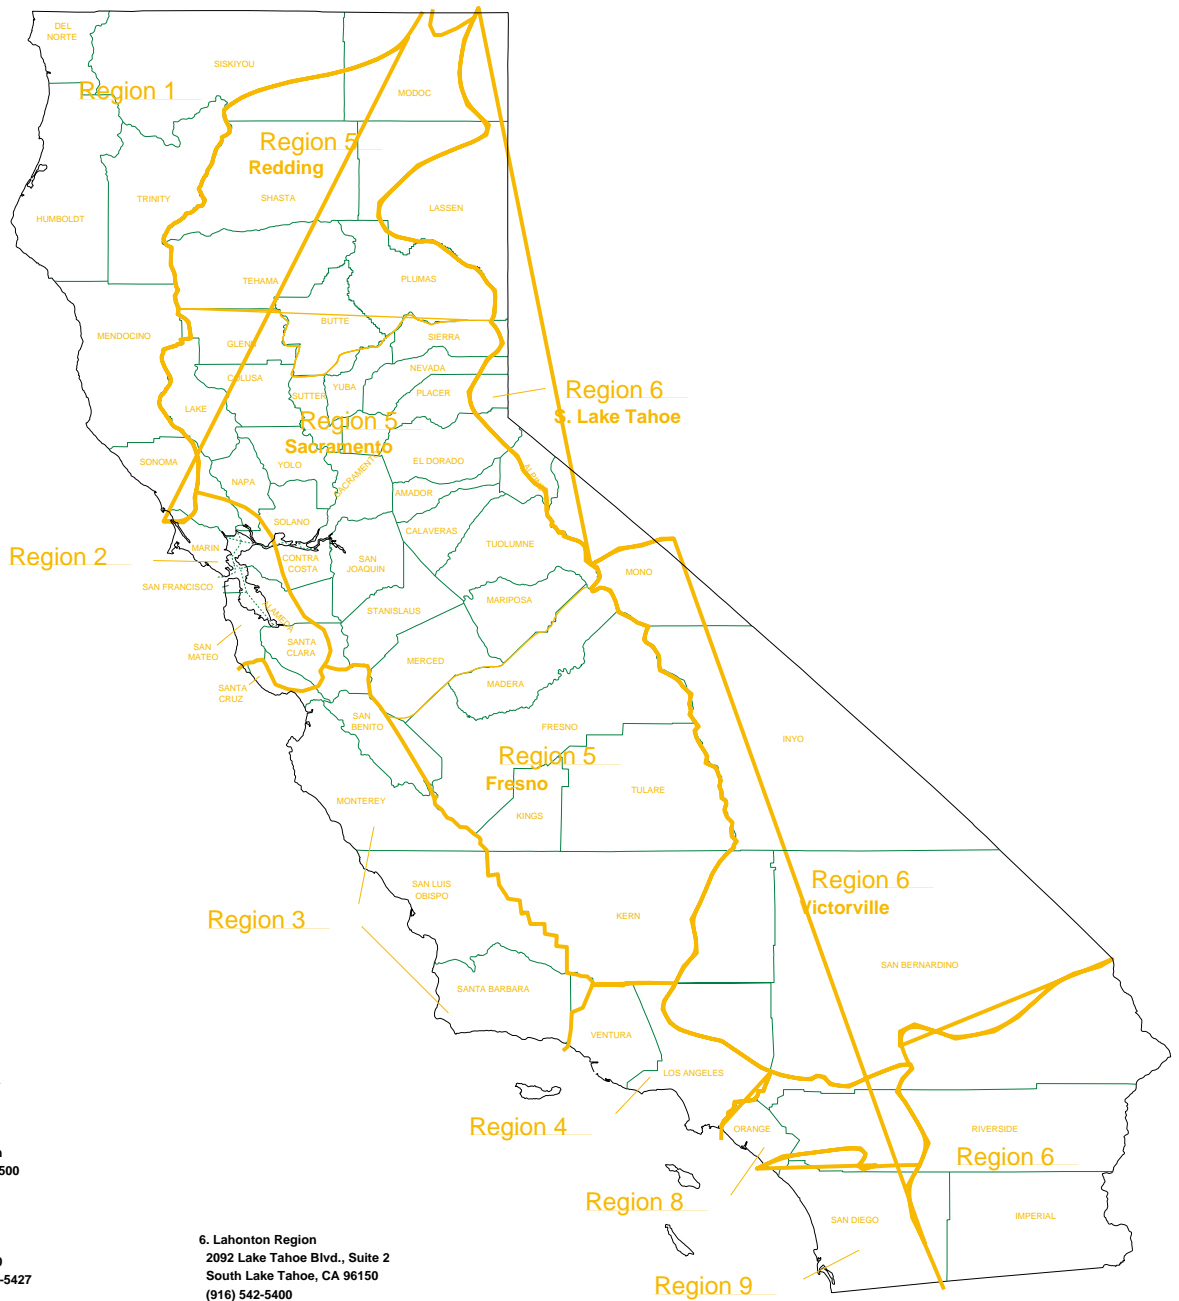 DEL
NORTE
SISKIYOU
MODOC
Region 1
Region 5
Redding
TRINITY
SHASTA
LASSEN
HUMBOLDT
TEHAMA
PLUMAS
MENDOCINO
BUTTE
GLENN
SIERRA
COLUSA
NEVADA
YUBA
PLACER
SUTTER
LAKE
Region 6
S. Lake Tahoe
Region 5
Sacramento
SONOMA
YOLO
EL DORADO
SACRAMENTO
ALPINE
NAPA
AMADOR
SOLANO
CALAVERAS
TUOLUMNE
Region 2
MARIN
CONTRA
COSTA
SAN
JOAQUIN
MONO
SAN FRANCISCO
ALAMEDA
STANISLAUS
MARIPOSA
SAN
MATEO
SANTA
CLARA
MERCED
MADERA
SANTA
CRUZ
SAN
BENITO
FRESNO
INYO
Region 5
Fresno
MONTEREY
KINGS
TULARE
SAN LUIS
OBISPO
Region 6
Victorville
Region 3
KERN
SAN BERNARDINO
SANTA BARBARA
VENTURA
LOS ANGELES
Region 4
ORANGE
RIVERSIDE
Region 6
Region 8
SAN DIEGO
IMPERIAL
Region 9
500
-5427
6. Lahonton Region
2092 Lake Tahoe Blvd., Suite 2
South Lake Tahoe, CA 96150
(916) 542-5400